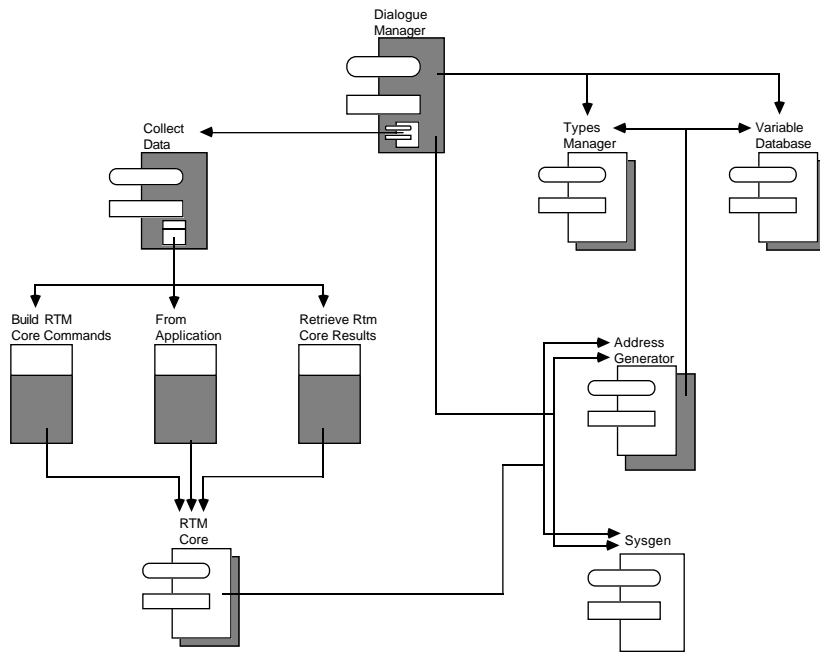 Dialogue
Manager
Collect
Data
Types
Manager
Variable
Database
Build RTM
Core Commands
From
Application
Retrieve Rtm
Core Results
Address
Generator
RTM
Core
Sysgen